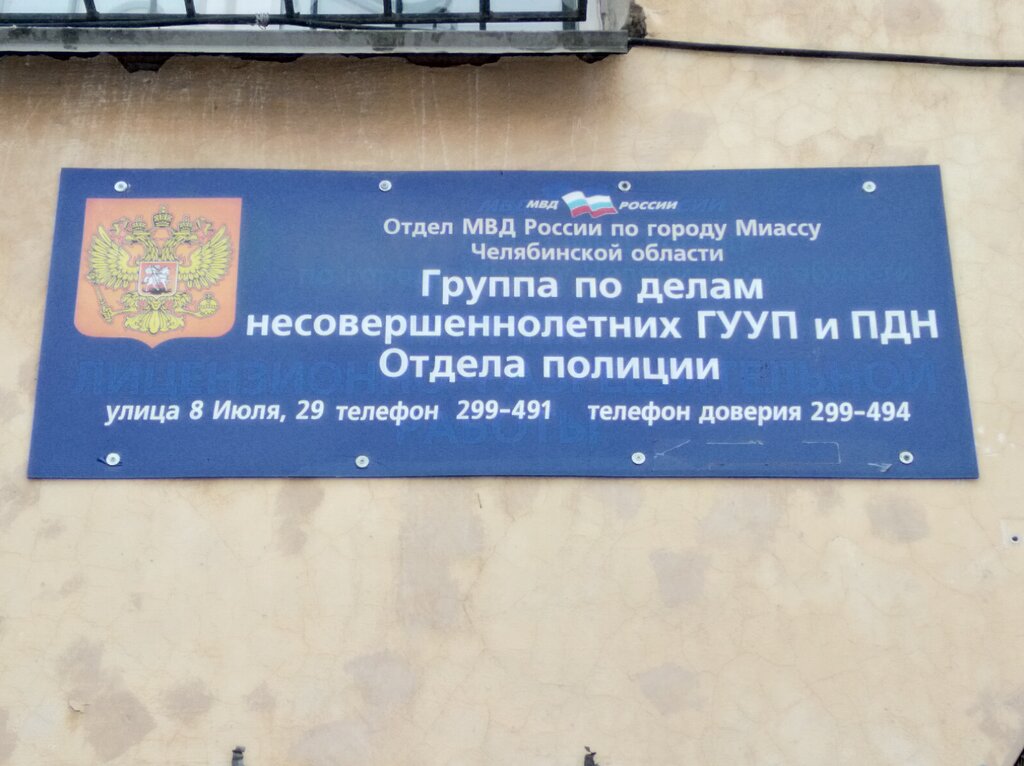 МВД РОССИИ
Отдел МВД России по городу Миассу
Челябинской области
Группа по делам
несовершеннолетних ГУУП и ПДН
Отдела полиции
улица 8 Июля, 29 телефон 299-491 телефон доверия 299-494